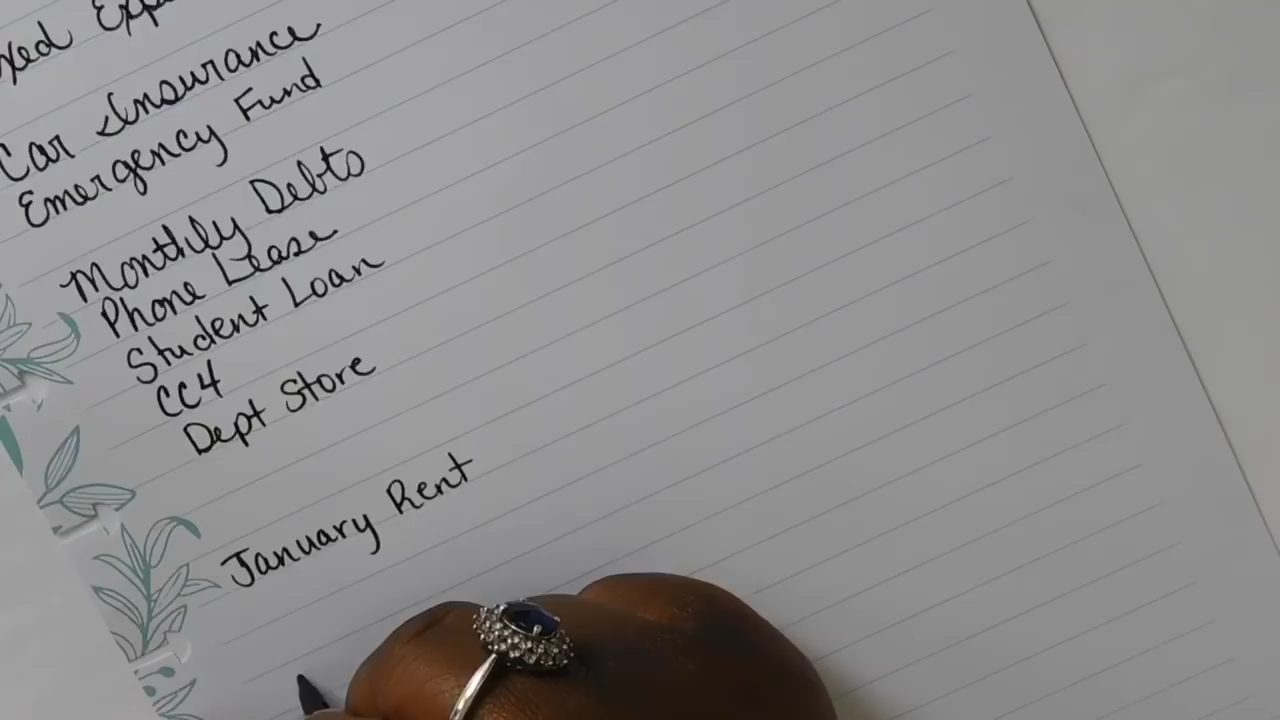 Car Insurance
Emergency Fund
Monthly Debts
Phone Lease
Student Loan
CC4
Dept Store
January Rent